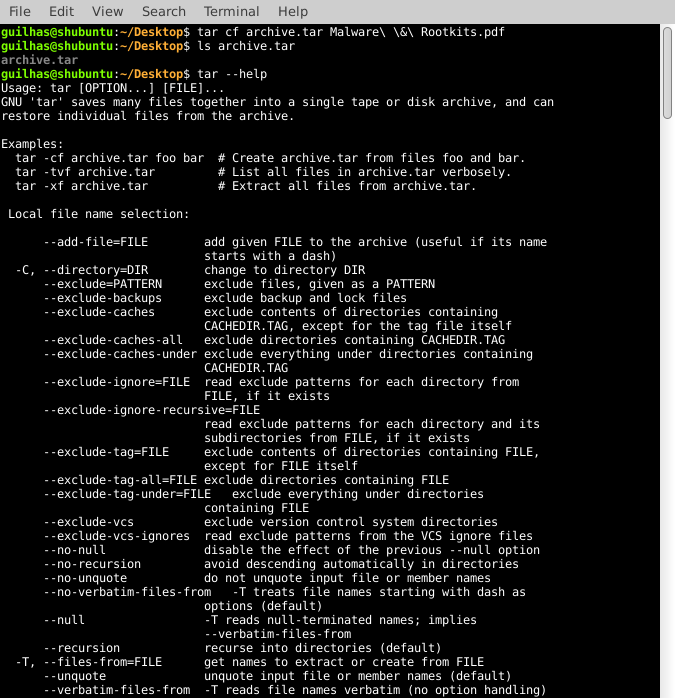 File Edit View Search Terminal Help
guilhas@shubuntu:~/Desktop$ tar cf archive.tar Malware\ \&\ Rootkits.pdf
guilhas@shubuntu:~/Desktop$ ls archive.tar
archive.tar
guilhas@shubuntu:~/Desktop$ tar --help
Usage: tar [OPTION...] [FILE]...
GNU 'tar' saves many files together into a single tape or disk archive, and can
restore individual files from the archive.

Examples:
  tar -cf archive.tar foo bar  # Create archive.tar from files foo and bar.
  tar -tvf archive.tar         # List all files in archive.tar verbosely.
  tar -xf archive.tar          # Extract all files from archive.tar.

 Local file name selection:

      --add-file=FILE        add given FILE to the archive (useful if its name
                             starts with a dash)
  -C, --directory=DIR        change to directory DIR
      --exclude=PATTERN      exclude files, given as a PATTERN
      --exclude-backups      exclude backup and lock files
      --exclude-caches       exclude contents of directories containing
                             CACHEDIR.TAG, except for the tag file itself
      --exclude-caches-all   exclude directories containing CACHEDIR.TAG
      --exclude-caches-under exclude everything under directories containing
                             CACHEDIR.TAG
      --exclude-ignore=FILE  read exclude patterns for each directory from
                             FILE, if it exists
      --exclude-ignore-recursive=FILE
                             read exclude patterns for each directory and its
                             subdirectories from FILE, if it exists
      --exclude-tag=FILE     exclude contents of directories containing FILE,
                             except for FILE itself
      --exclude-tag-all=FILE exclude directories containing FILE
      --exclude-tag-under=FILE   exclude everything under directories
                             containing FILE
      --exclude-vcs          exclude version control system directories
      --exclude-vcs-ignores  read exclude patterns from the VCS ignore files
      --no-null              disable the effect of the previous --null option
      --no-recursion         avoid descending automatically in directories
      --no-unquote           do not unquote input file or member names
      --no-verbatim-files-from   -T treats file names starting with dash as
                             options (default)
      --null                 -T reads null-terminated names; implies
                             --verbatim-files-from
      --recursion            recurse into directories (default)
  -T, --files-from=FILE      get names to extract or create from FILE
      --unquote              unquote input file or member names (default)
      --verbatim-files-from  -T reads file names verbatim (no option handling)